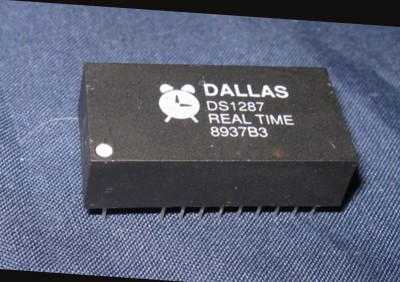 DALLAS
DS1287
REAL TIME
8937B3